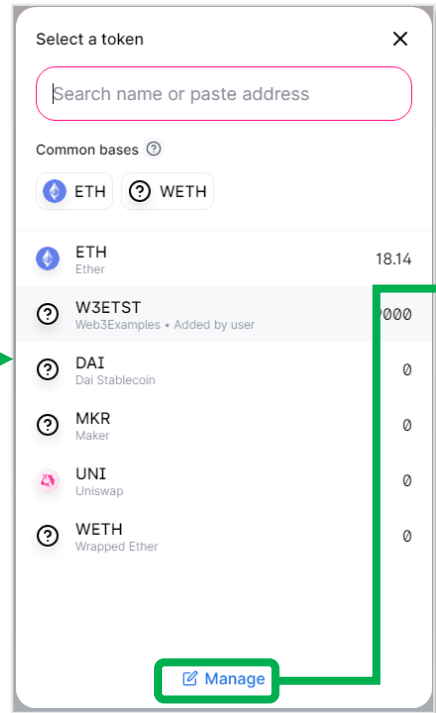 Select a token
Search name or paste address
Common bases
ETH WETH
ETH 18.14
Ether
W3ETST 000
Web3Examples • Added by user
DAI 0
Dai Stablecoin
MKR 0
Maker
UNI 0
Uniswap
WETH 0
Wrapped Ether
Manage